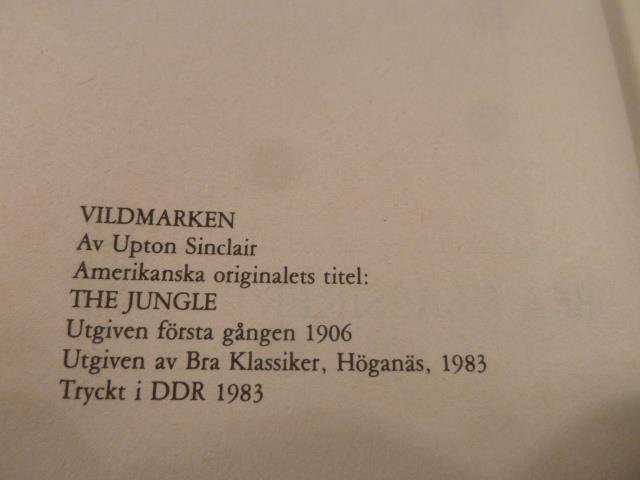 VILDMARKEN
Av Upton Sinclair
Amerikanska originalets titel:
THE JUNGLE
Utgiven första gången 1906
Utgiven av Bra Klassiker, Höganäs, 1983
Tryckt i DDR 1983